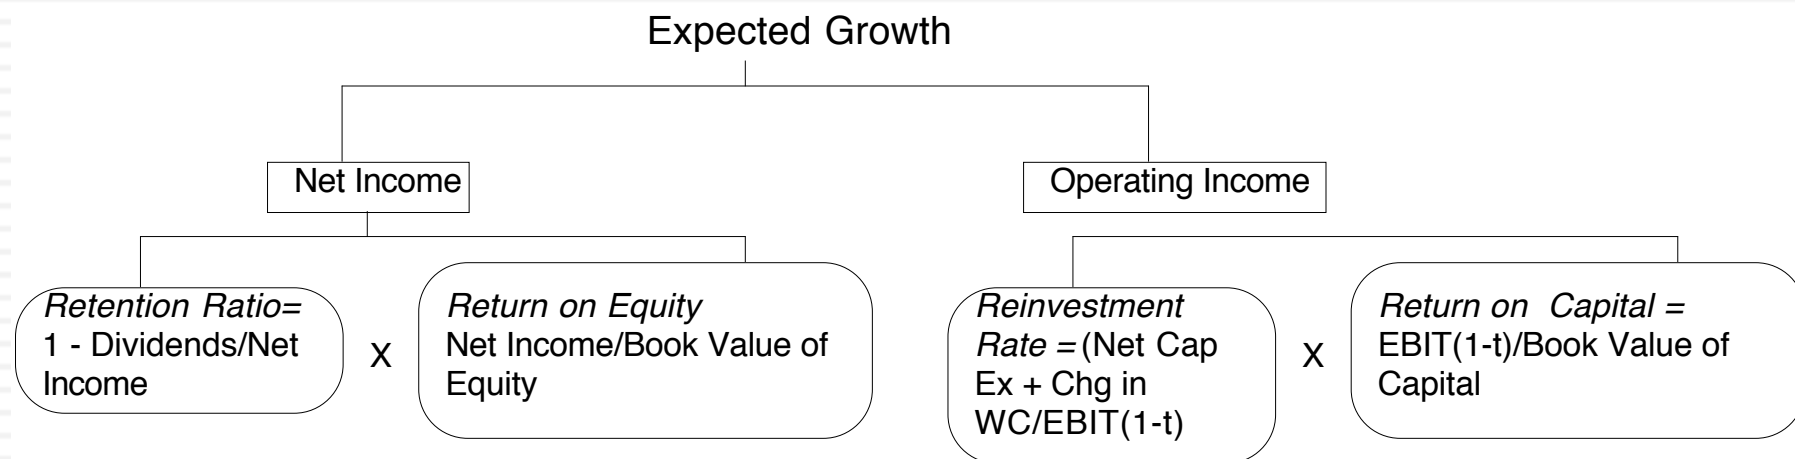 Expected Growth
Net Income
Operating Income
Retention Ratio=
1 - Dividends/Net
Income
X
Return on Equity
Net Income/Book Value of
Equity
Reinvestment
Rate = (Net Cap
Ex + Chg in
WC/EBIT(1-t)
X
Return on  Capital =
EBIT(1-t)/Book Value of
Capital